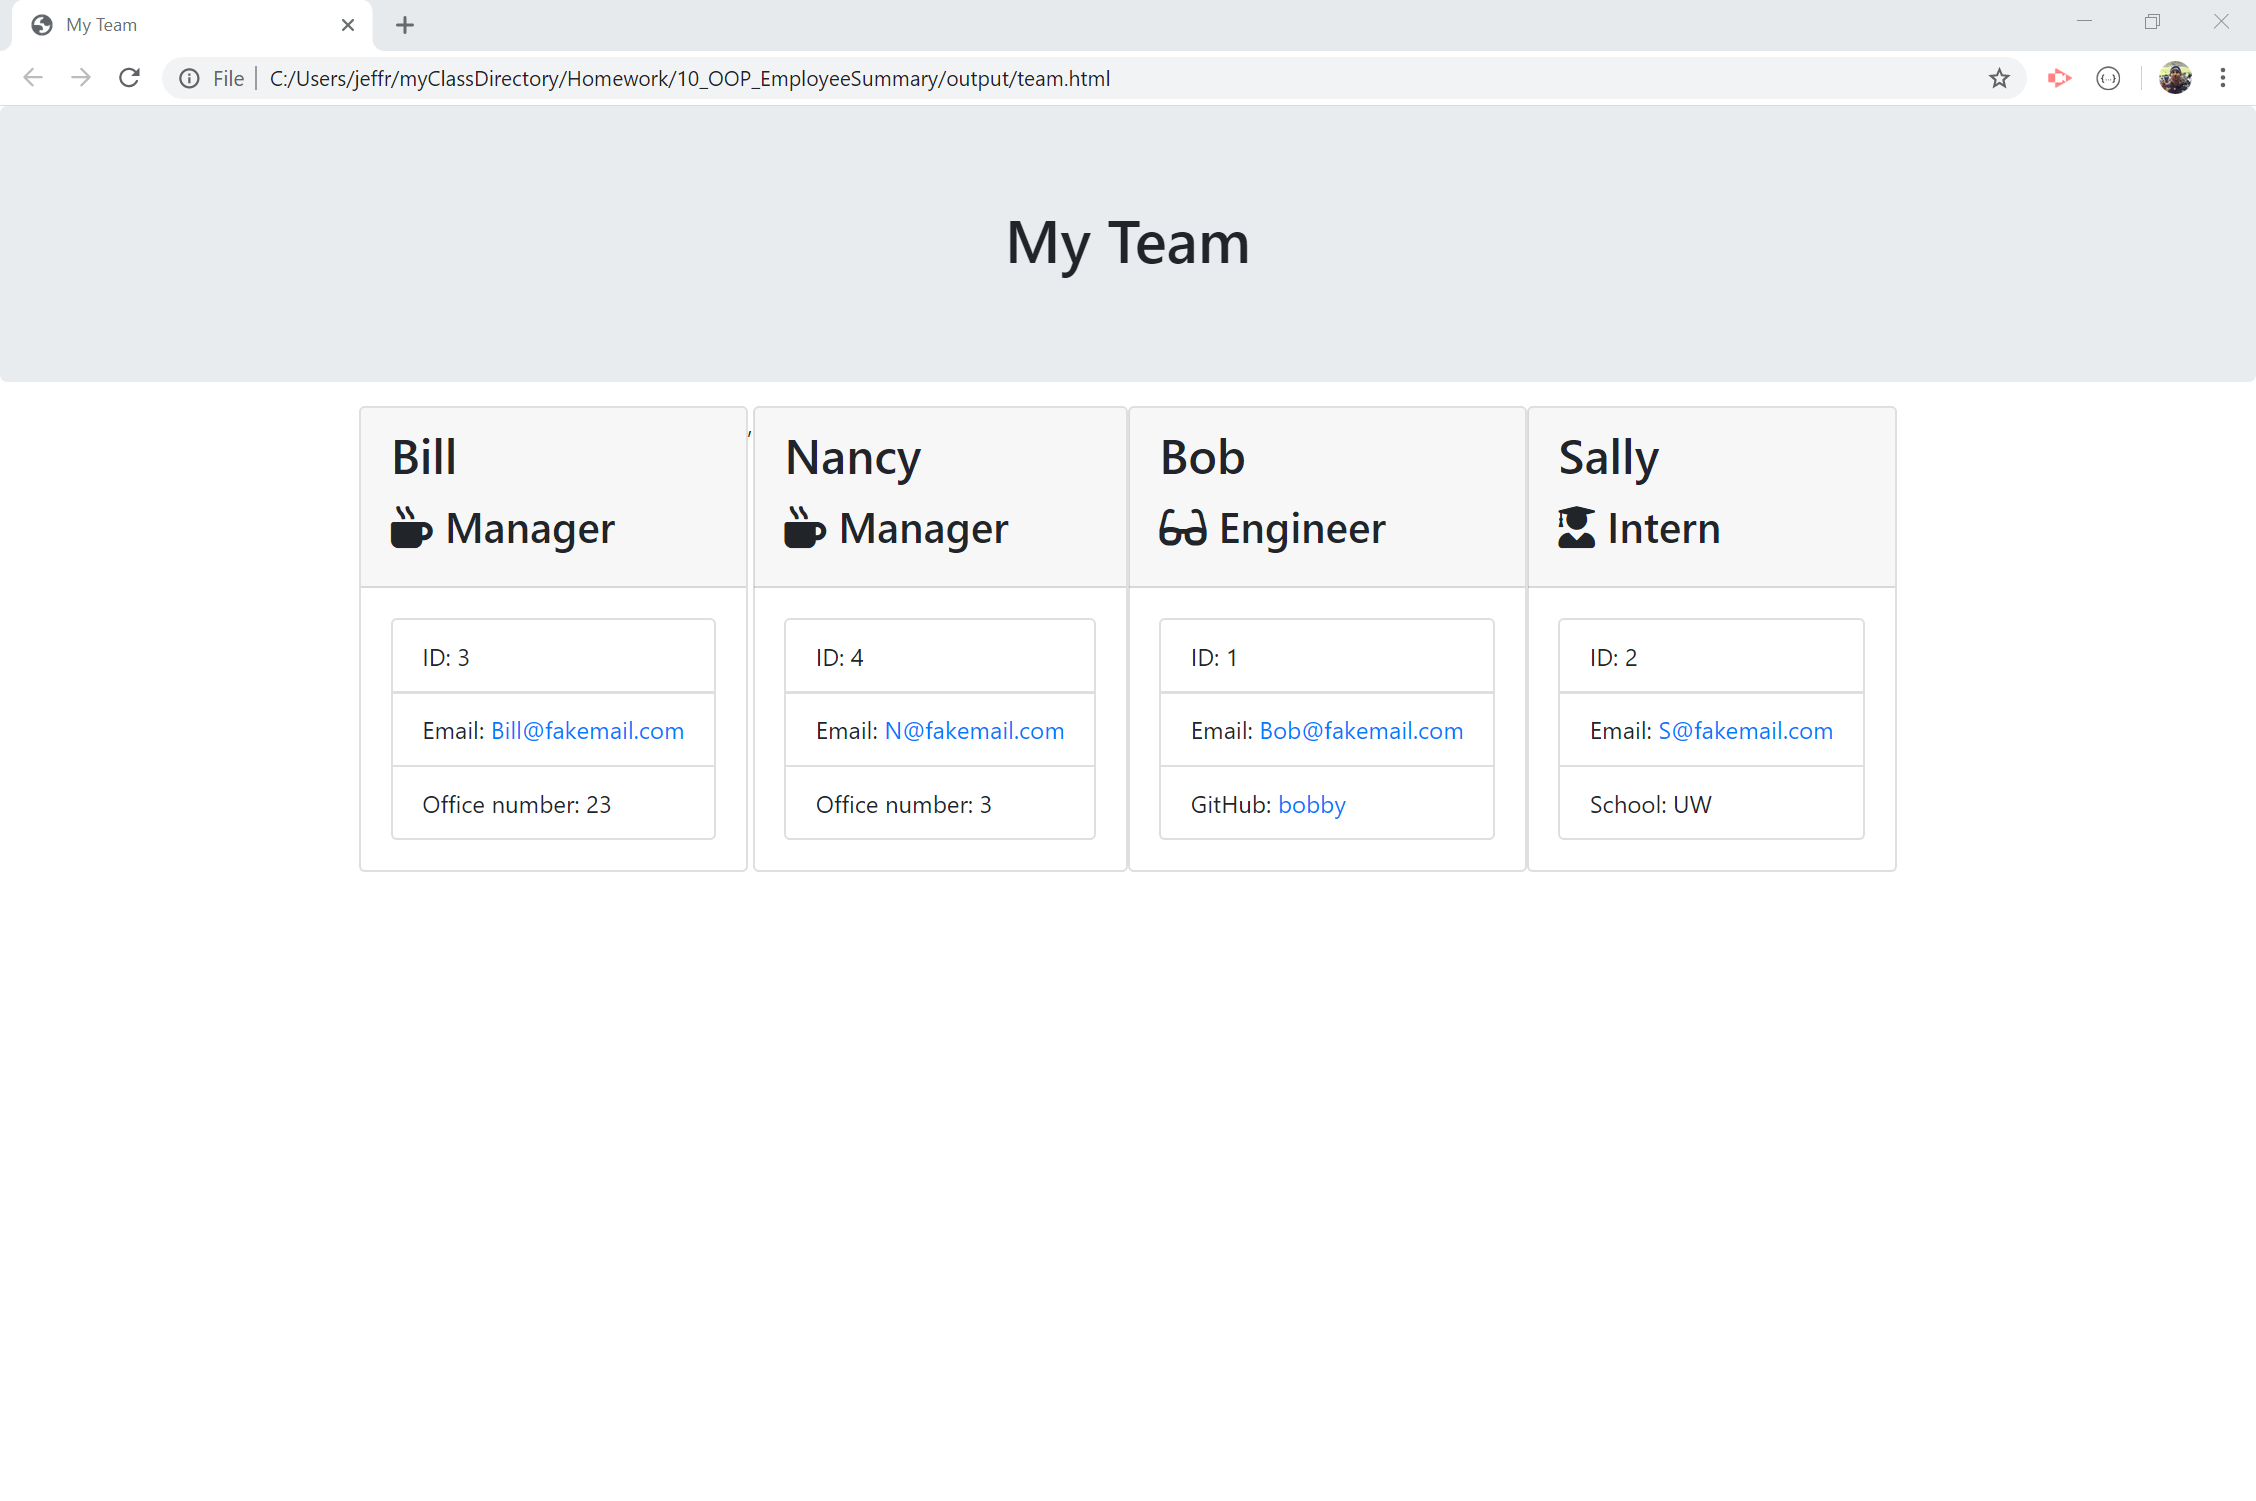 My Team
File
C:/Users/jeffr/myClassDirectory/Homework/10_OOP_EmployeeSummary/output/team.html
My Team
Bill
Manager
ID: 3
Email: Bill@fakemail.com
Office number: 23
,
Nancy
Manager
ID: 4
Email: N@fakemail.com
Office number: 3
Bob
Engineer
ID: 1
Email: Bob@fakemail.com
GitHub: bobby
Sally
Intern
ID: 2
Email: S@fakemail.com
School: UW